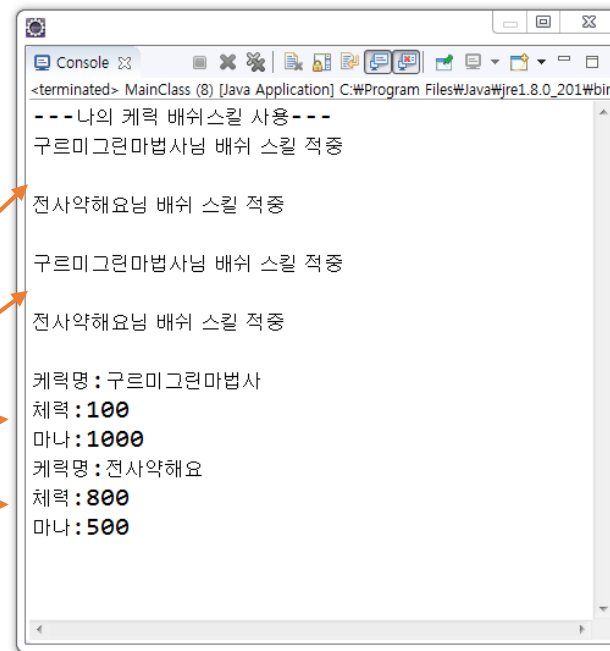 Console
<terminated> MainClass (8) [Java Application] C:₩Program Files₩Java₩jre1.8.0_201₩bin
---나의 케릭 배쉬스킬 사용---
구르미그린마법사님 배쉬 스킬 적중
전사약해요님 배쉬 스킬 적중
구르미그린마법사님 배쉬 스킬 적중
전사약해요님 배쉬 스킬 적중
케릭명:구르미그린마법사
체력:100
마나:1000
케릭명:전사약해요
체력:800
마나:500